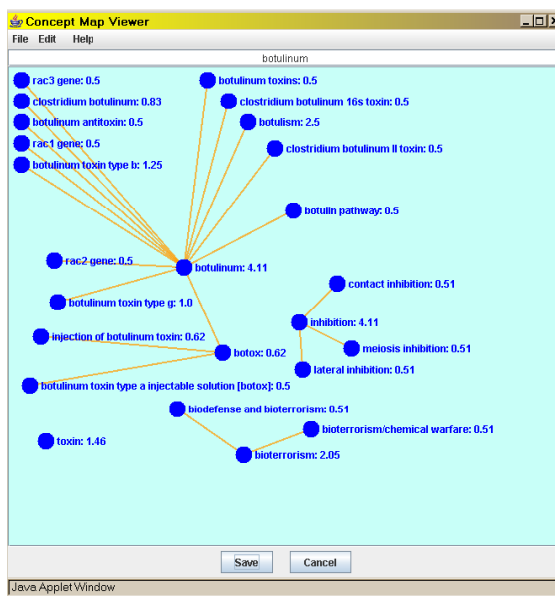 Concept Map Viewer
File Edit Help
botulinum
rac3 gene: 0.5
botulinum toxins: 0.5
clostridium botulinum: 0.83
clostridium botulinum 16s toxin: 0.5
botulinum antitoxin: 0.5
botulism: 2.5
rac1 gene: 0.5
clostridium botulinum II toxin: 0.5
botulinum toxin type b: 1.25
botulin pathway: 0.5
rac2 gene: 0.5
botulinum: 4.11
contact inhibition: 0.51
botulinum toxin type g: 1.0
inhibition: 4.11
injection of botulinum toxin: 0.62
meiosis inhibition: 0.51
botox: 0.62
lateral inhibition: 0.51
botulinum toxin type a injectable solution [botox]: 0.5
biodefense and bioterrorism: 0.51
bioterrorism/chemical warfare: 0.51
toxin: 1.46
bioterrorism: 2.05
Save Cancel
Java Applet Window